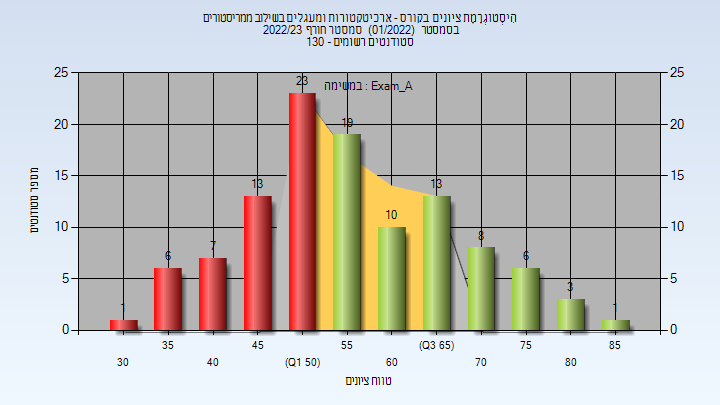 הִיסְטוֹגְרָמַת ציונים בקורס - ארכיטקטורות ומעגלים בשילוב ממריסטורים
בסמסטר (01/2022) סמסטר חורף 2022/23
סטודנטים רשומים - 130
במשימה : Exam_A
25 25
20 20
15 15
10 10
5 5
0 0
מספר סטודנטים
1 6 7 13 23 19 10 13 8 6 3 1
35 45 55 (Q3 65) 75 85
30 40 (Q1 50) 60 70 80
טווח ציונים